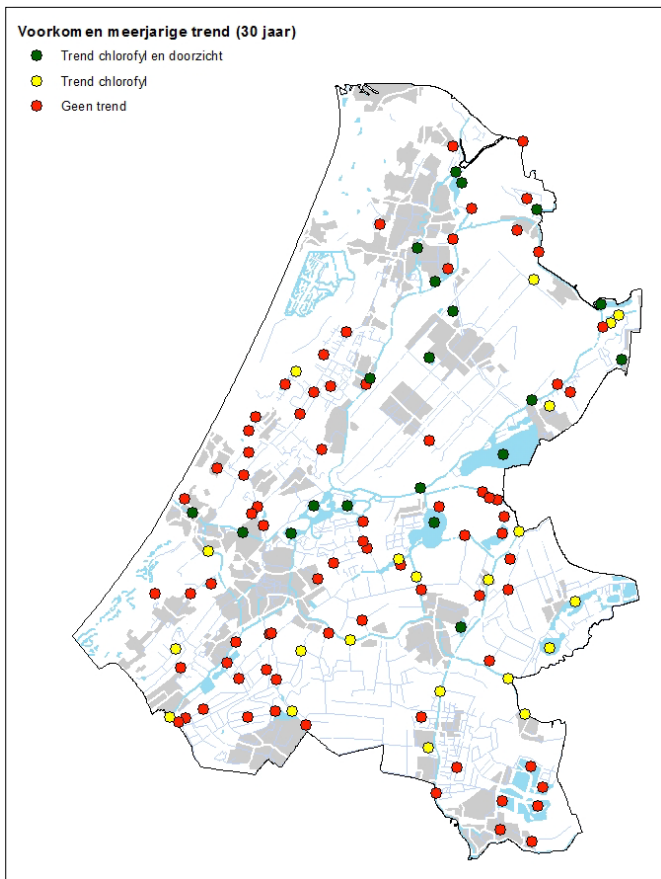 Voorkomen meerjarige trend (30 jaar)
Trend chlorofyl en doorzicht
Trend chlorofyl
Geen trend